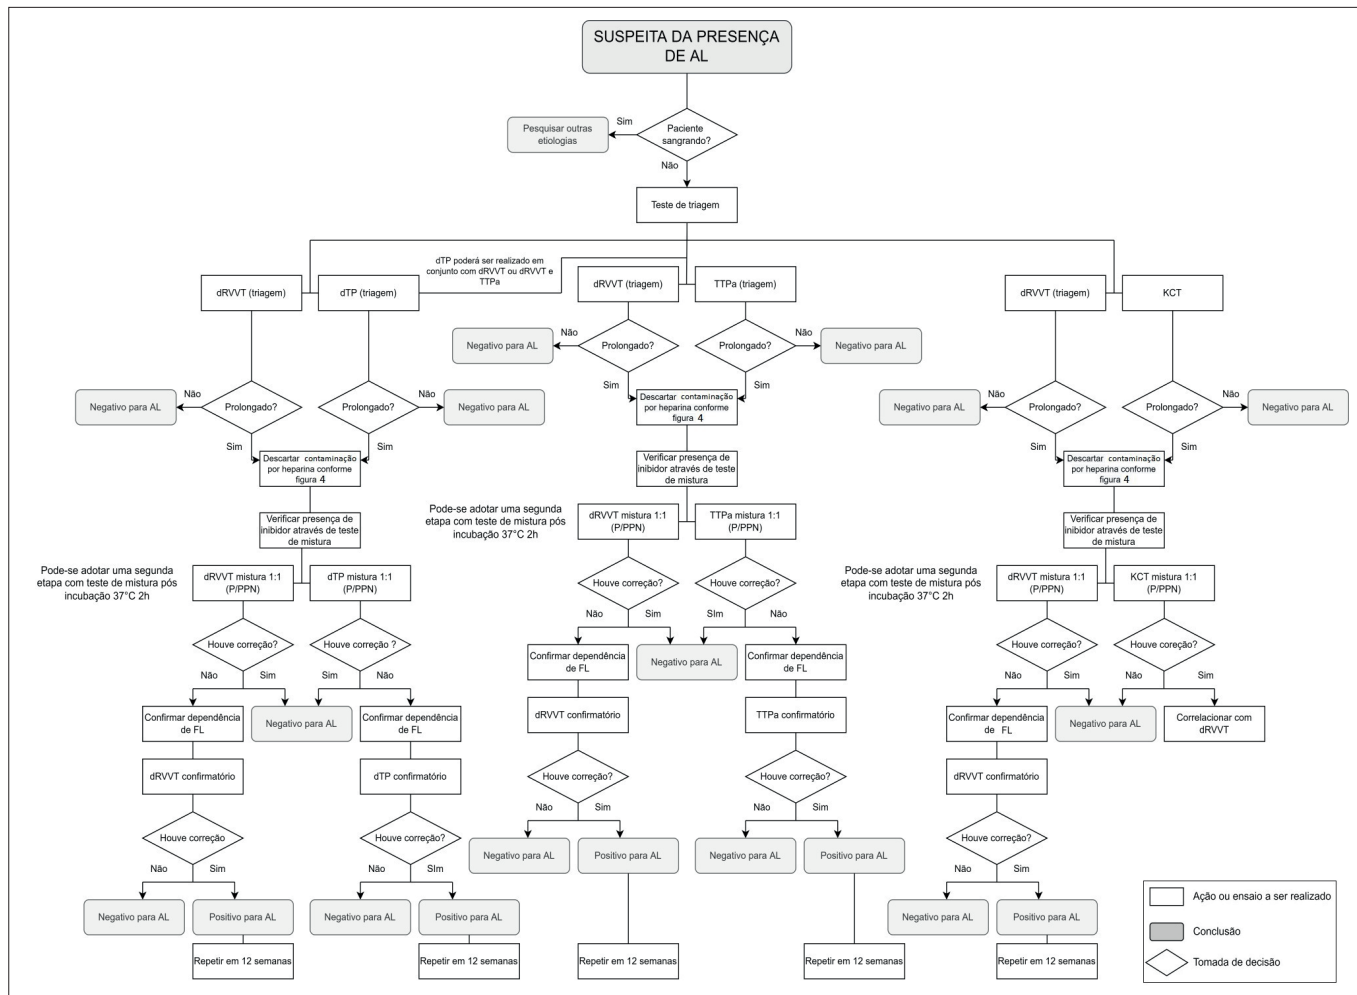 SUSPEITA DA PRESENÇA
DE AL
Paciente
sangrando?
Sim
Pesquisar outras
etiologias
Não
Teste de triagem
dTP poderá ser realizado em
conjunto com dRVVT ou dRVVT e
TTPa
dRVVT (triagem)
dTP (triagem)
dRVVT (triagem)
TTPa (triagem)
dRVVT (triagem)
KCT
Negativo para AL
Não
Prolongado?
Prolongado?
Não
Negativo para AL
Sim
Sim
Negativo para AL
Não
Prolongado?
Prolongado?
Não
Negativo para AL
Negativo para AL
Não
Prolongado?
Prolongado?
Não
Negativo para AL
Descartar contaminação
por heparina conforme
figura 4
Sim
Sim
Sim
Sim
Descartar contaminação
por heparina conforme
figura 4
Verificar presença de
inibidor através de teste
de mistura
Descartar contaminação
por heparina conforme
figura 4
Pode-se adotar uma segunda
etapa com teste de mistura pós
incubação 37°C 2h
dRVVT mistura 1:1
(P/PPN)
TTPa mistura 1:1
(P/PPN)
Verificar presença de
inibidor através de teste
de mistura
Verificar presença de
inibidor através de teste
de mistura
Pode-se adotar uma segunda
etapa com teste de mistura pós
incubação 37°C 2h
dRVVT mistura 1:1
(P/PPN)
dTP mistura 1:1
(P/PPN)
Houve correção?
Houve correção?
Pode-se adotar uma segunda
etapa com teste de mistura pós
incubação 37°C 2h
dRVVT mistura 1:1
(P/PPN)
KCT mistura 1:1
(P/PPN)
Não
Sim
SIm
Não
Houve correção?
Houve correção ?
Confirmar dependência
de FL
Negativo para AL
Confirmar dependência
de FL
Houve correção?
Houve coreção?
Não
Sim
Sim
Não
Não
Sim
Não
Sim
Confirmar dependência
de FL
Negativo para AL
Confirmar dependência
de FL
dRVVT confirmatório
TTPa confirmatório
Confirmar dependência
de FL
Negativo para AL
Correlacionar com
dRVVT
dRVVT confirmatório
dTP confirmatório
Houve correção?
Houve correção?
dRVVT confirmatório
Não
Sim
Não
Sim
Houve correção
Houve correção?
Houve correção?
Negativo para AL
Positivo para AL
Negativo para AL
Positivo para AL
Não
Sim
Não
SIm
Não
Sim
Negativo para AL
Positivo para AL
Negativo para AL
Positivo para AL
Negativo para AL
Positivo para AL
Repetir em 12 semanas
Repetir em 12 semanas
Repetir em 12 semanas
Repetir em 12 semanas
Repetir em 12 semanas
Ação ou ensaio a ser realizado
Conclusão
Tomada de decisão